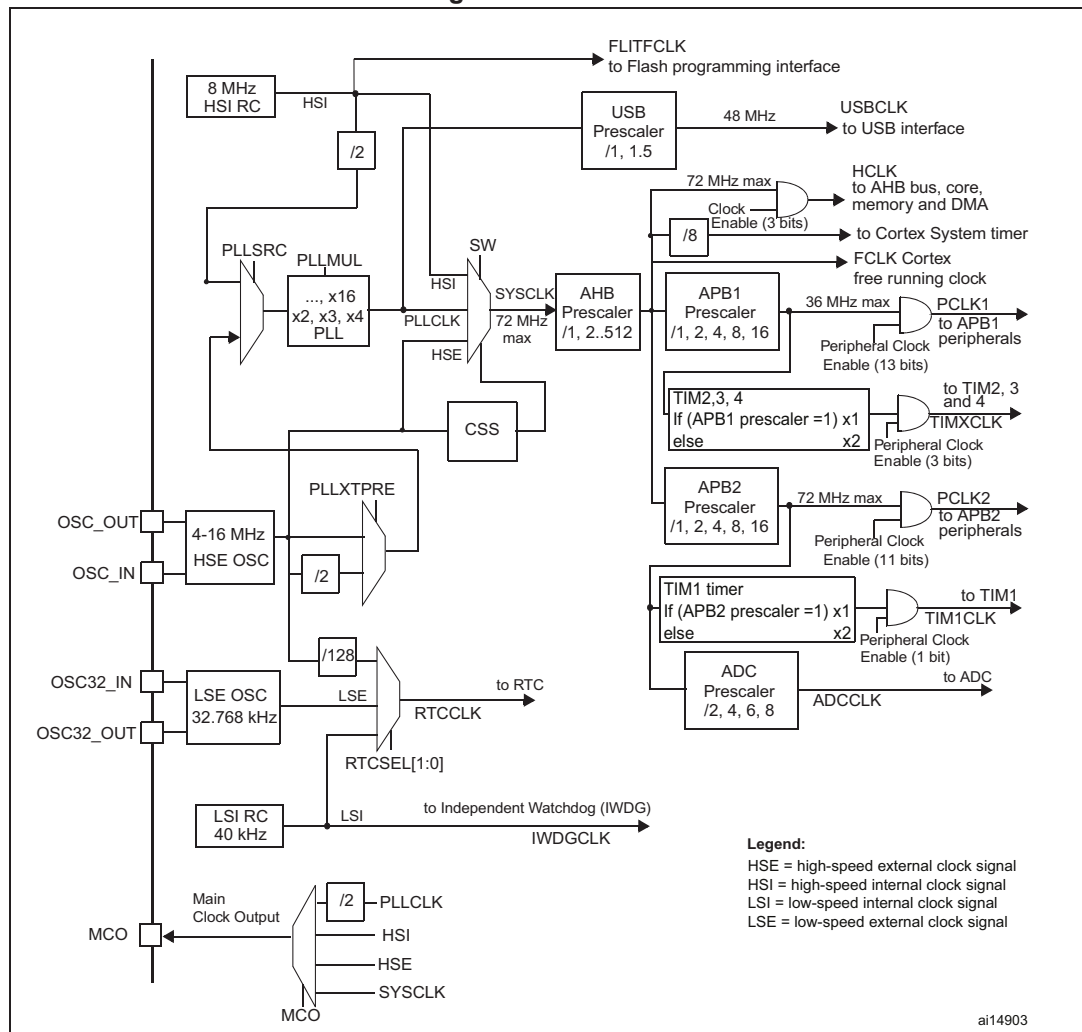 FLITFCLK
to Flash programming interface
8 MHz
HSI RC
HSI
/2
USB
Prescaler
/1, 1.5
48 MHz
USBCLK
to USB interface
72 MHz max
Clock
Enable (3 bits)
HCLK
to AHB bus, core,
memory and DMA
/8
to Cortex System timer
FCLK Cortex
free running clock
PLLSRC
PLLMUL
..., x16
x2, x3, x4
PLL
SW
HSI
PLLCLK
HSE
SYSCLK
72 MHz
max
AHB
Prescaler
/1, 2..512
APB1
Prescaler
/1, 2, 4, 8, 16
36 MHz max
PCLK1
to APB1
peripherals
Peripheral Clock
Enable (13 bits)
TIM2,3, 4
If (APB1 prescaler =1) x1
else x2
to TIM2, 3
and 4
TIMXCLK
Peripheral Clock
Enable (3 bits)
CSS
PLLXTPRE
OSC_OUT
OSC_IN
4-16 MHz
HSE OSC
/2
APB2
Prescaler
/1, 2, 4, 8, 16
72 MHz max
PCLK2
to APB2
peripherals
Peripheral Clock
Enable (11 bits)
TIM1 timer
If (APB2 prescaler =1) x1
else x2
to TIM1
TIM1CLK
Peripheral Clock
Enable (1 bit)
ADC
Prescaler
/2, 4, 6, 8
to ADC
ADCCLK
/128
OSC32_IN
OSC32_OUT
LSE OSC
32.768 kHz
LSE
to RTC
RTCCLK
RTCSEL[1:0]
LSI RC
40 kHz
LSI
to Independent Watchdog (IWDG)
IWDGCLK
Legend:
HSE = high-speed external clock signal
HSI = high-speed internal clock signal
LSI = low-speed internal clock signal
LSE = low-speed external clock signal
Main
Clock Output
MCO
/2
PLLCLK
HSI
HSE
SYSCLK
MCO
ai14903